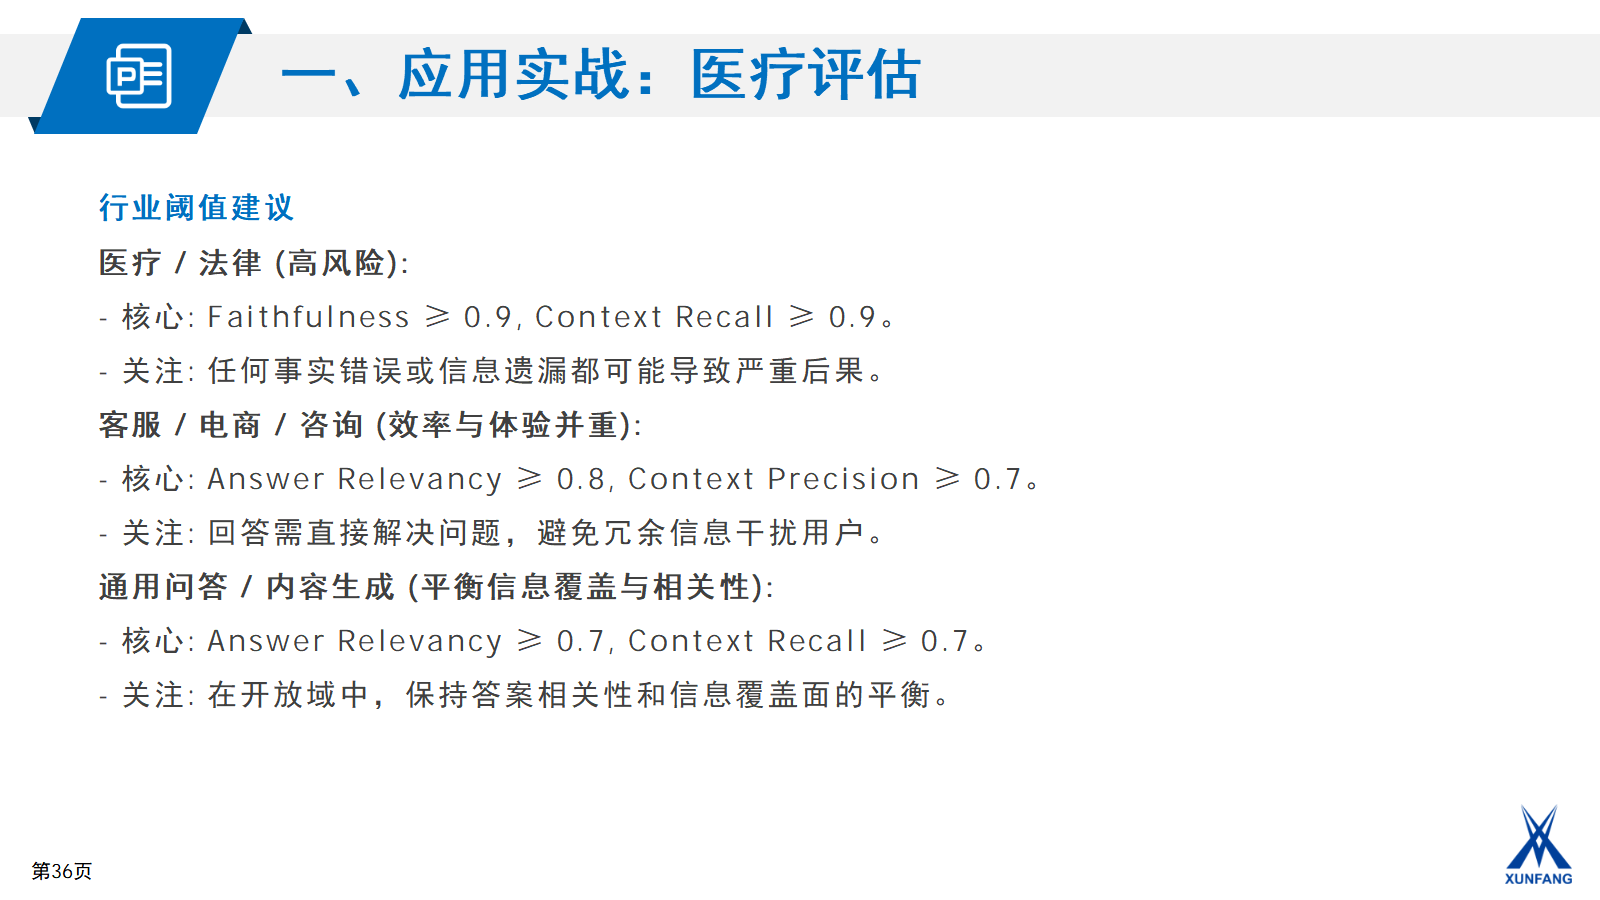 一、应用实战：医疗评估
行业阈值建议
医疗 / 法律 (高风险):
- 核心: Faithfulness ≥ 0.9, Context Recall ≥ 0.9。
- 关注: 任何事实错误或信息遗漏都可能导致严重后果。
客服 / 电商 / 咨询 (效率与体验并重):
- 核心: Answer Relevancy ≥ 0.8, Context Precision ≥ 0.7。
- 关注: 回答需直接解决问题，避免冗余信息干扰用户。
通用问答 / 内容生成 (平衡信息覆盖与相关性):
- 核心: Answer Relevancy ≥ 0.7, Context Recall ≥ 0.7。
- 关注: 在开放域中，保持答案相关性和信息覆盖面的平衡。
第36页
XUNFANG